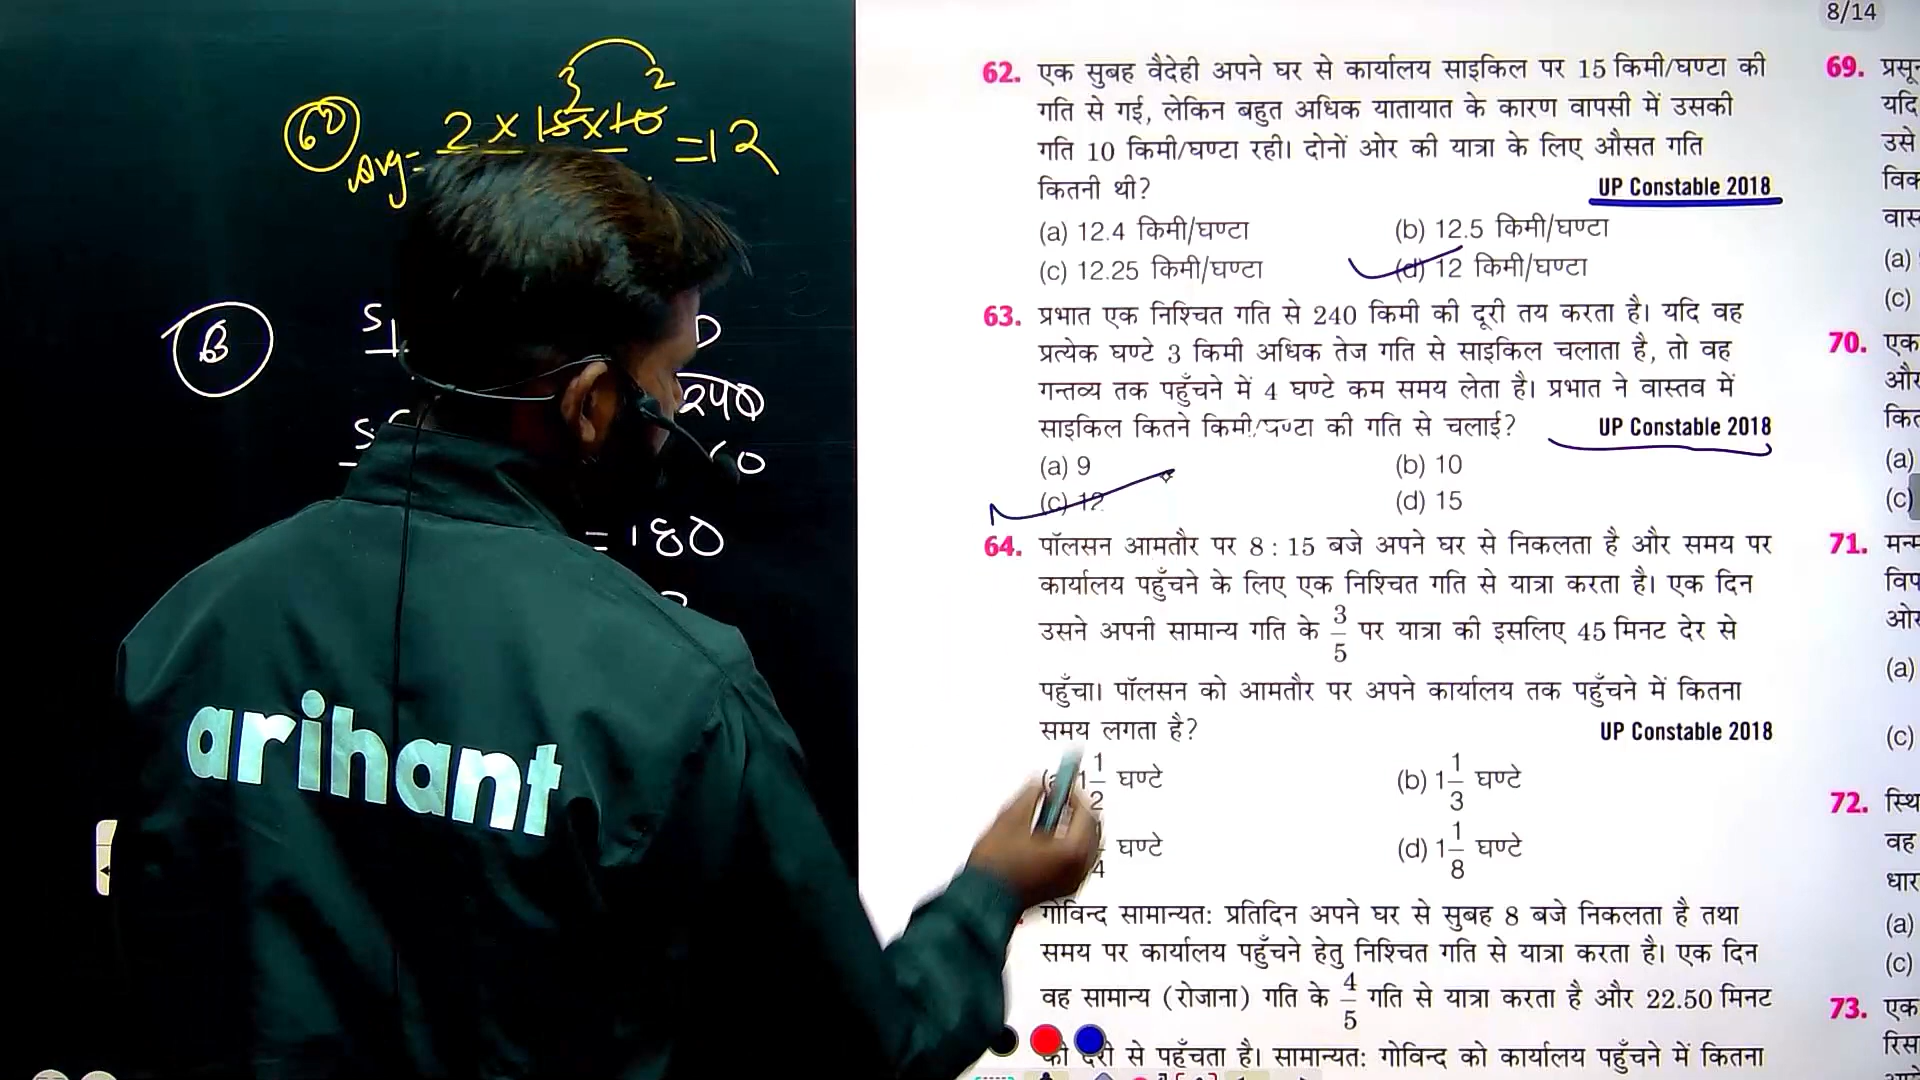 8/14
62. एक सुबह वैदेही अपने घर से कार्यालय साइकिल पर 15 किमी/घण्टा की
गति से गई, लेकिन बहुत अधिक यातायात के कारण वापसी में उसकी
गति 10 किमी/घण्टा रही। दोनों ओर की यात्रा के लिए औसत गति
कितनी थी?
UP Constable 2018
(a) 12.4 किमी/घण्टा (b) 12.5 किमी/घण्टा
(c) 12.25 किमी/घण्टा (d) 12 किमी/घण्टा
63. प्रभात एक निश्चित गति से 240 किमी की दूरी तय करता है। यदि वह
प्रत्येक घण्टे 3 किमी अधिक तेज गति से साइकिल चलाता है, तो वह
गन्तव्य तक पहुँचने में 4 घण्टे कम समय लेता है। प्रभात ने वास्तव में
साइकिल कितने किमी/घण्टा की गति से चलाई?
UP Constable 2018
(a) 9 (b) 10
(c) 12 (d) 15
64. पॉलसन आमतौर पर 8 : 15 बजे अपने घर से निकलता है और समय पर
कार्यालय पहुँचने के लिए एक निश्चित गति से यात्रा करता है। एक दिन
उसने अपनी सामान्य गति के 3/5 पर यात्रा की इसलिए 45 मिनट देर से
पहुँचा। पॉलसन को आमतौर पर अपने कार्यालय तक पहुँचने में कितना
समय लगता है?
UP Constable 2018
1 1/2 घण्टे (b) 1 1/3 घण्टे
घण्टे (d) 1 1/8 घण्टे
गोविन्द सामान्यत: प्रतिदिन अपने घर से सुबह 8 बजे निकलता है तथा
समय पर कार्यालय पहुँचने हेतु निश्चित गति से यात्रा करता है। एक दिन
वह सामान्य (रोजाना) गति के 4/5 गति से यात्रा करता है और 22.50 मिनट
की देरी से पहुँचता है। सामान्यत: गोविन्द को कार्यालय पहुँचने में कितना
69.
यदि
उसे
(a)
(c)
70. एक
(a)
(c)
71.
(a)
(c)
72.
वह
(a)
(c)
73. एक
Avg = 2 × 15 × 10 = 12
3 2
D
240
60
= 180
arihant